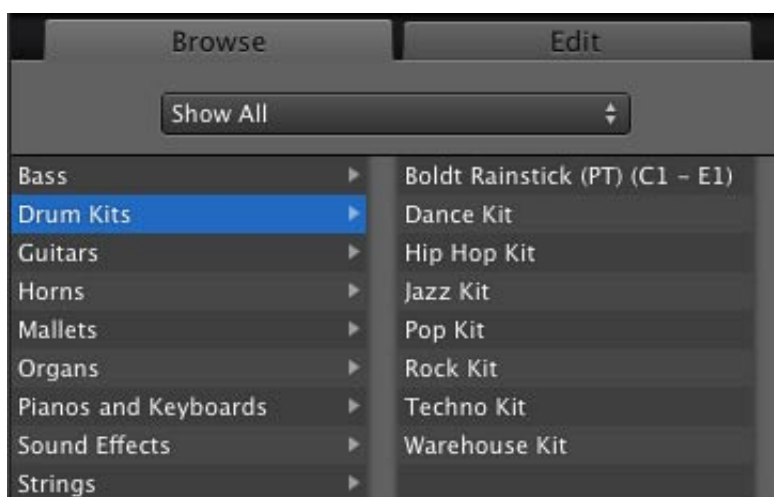 Browse
Edit
Show All
Bass
Drum Kits
Guitars
Horns
Mallets
Organs
Pianos and Keyboards
Sound Effects
Strings
Boldt Rainstick (PT) (C1 – E1)
Dance Kit
Hip Hop Kit
Jazz Kit
Pop Kit
Rock Kit
Techno Kit
Warehouse Kit